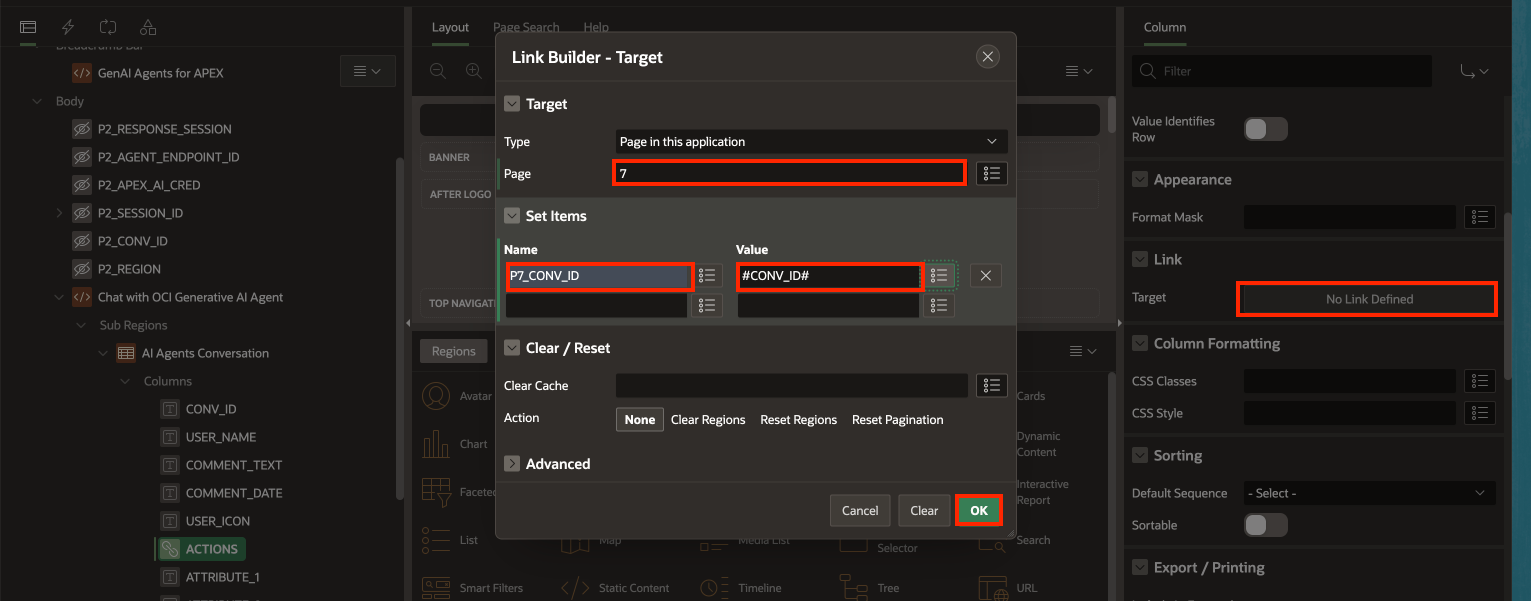 Layout
Page Search
Help
Breadcrumb Bar
GenAI Agents for APEX
Body
P2_RESPONSE_SESSION
P2_AGENT_ENDPOINT_ID
P2_APEX_AI_CRED
P2_SESSION_ID
P2_CONV_ID
P2_REGION
Chat with OCI Generative AI Agent
Sub Regions
AI Agents Conversation
Columns
CONV_ID
USER_NAME
COMMENT_TEXT
COMMENT_DATE
USER_ICON
ACTIONS
ATTRIBUTE_1
BANNER
AFTER LOGO
TOP NAVIGATI
Regions
Avatar
Chart
Faceted
List
Smart Filters
Map
Static Content
Media List
Timeline
Selector
Tree
Cards
Dynamic
Content
Interactive
Report
Search
URL
Link Builder - Target
Target
Type
Page in this application
Page
7
Set Items
Name
Value
P7_CONV_ID
#CONV_ID#
Clear / Reset
Clear Cache
Action
None
Clear Regions
Reset Regions
Reset Pagination
Advanced
Cancel
Clear
OK
Column
Filter
Value Identifies
Row
Appearance
Format Mask
Link
Target
No Link Defined
Column Formatting
CSS Classes
CSS Style
Sorting
Default Sequence
- Select -
Sortable
Export / Printing